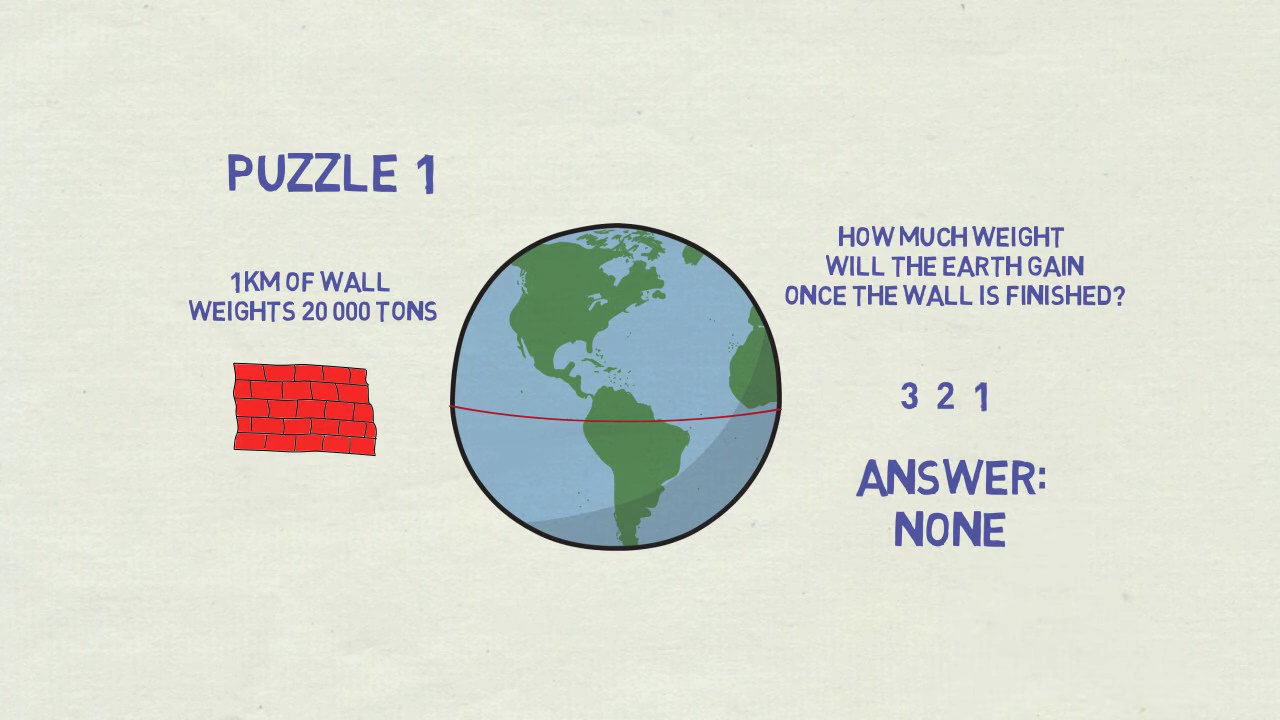 PUZZLE 1
1KM OF WALL
WEIGHTS 20 000 TONS
HOW MUCH WEIGHT
WILL THE EARTH GAIN
ONCE THE WALL IS FINISHED?
3 2 1
ANSWER:
NONE